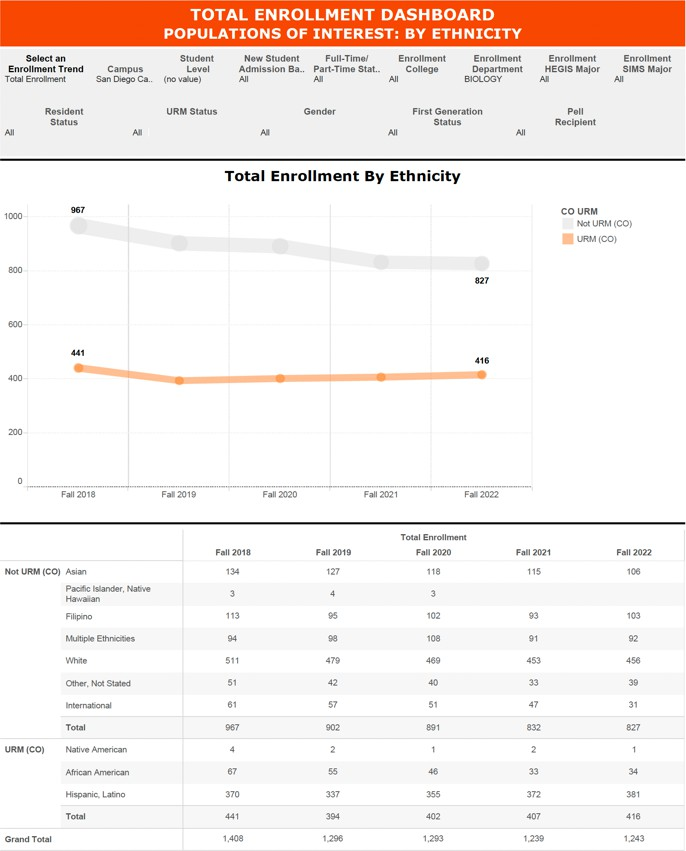 TOTAL ENROLLMENT DASHBOARD
POPULATIONS OF INTEREST: BY ETHNICITY
Select an Enrollment Trend
Total Enrollment
Campus
San Diego Ca..
Student Level
(no value)
New Student Admission Ba..
All
Full-Time/ Part-Time Stat..
All
Enrollment College
All
Enrollment Department
BIOLOGY
Enrollment HEGIS Major
All
Enrollment SIMS Major
All
Resident Status
All
URM Status
All
Gender
All
First Generation Status
All
Pell Recipient
All
Total Enrollment By Ethnicity
CO URM
Not URM (CO)
URM (CO)
1000
800
600
400
200
0
967
827
441
416
Fall 2018 Fall 2019 Fall 2020 Fall 2021 Fall 2022
Total Enrollment
Fall 2018 Fall 2019 Fall 2020 Fall 2021 Fall 2022
Not URM (CO) Asian 134 127 118 115 106
Pacific Islander, Native
Hawaiian 3 4 3
Filipino 113 95 102 93 103
Multiple Ethnicities 94 98 108 91 92
White 511 479 469 453 456
Other, Not Stated 51 42 40 33 39
International 61 57 51 47 31
Total 967 902 891 832 827
URM (CO) Native American 4 2 1 2 1
African American 67 55 46 33 34
Hispanic, Latino 370 337 355 372 381
Total 441 394 402 407 416
Grand Total 1,408 1,296 1,293 1,239 1,243